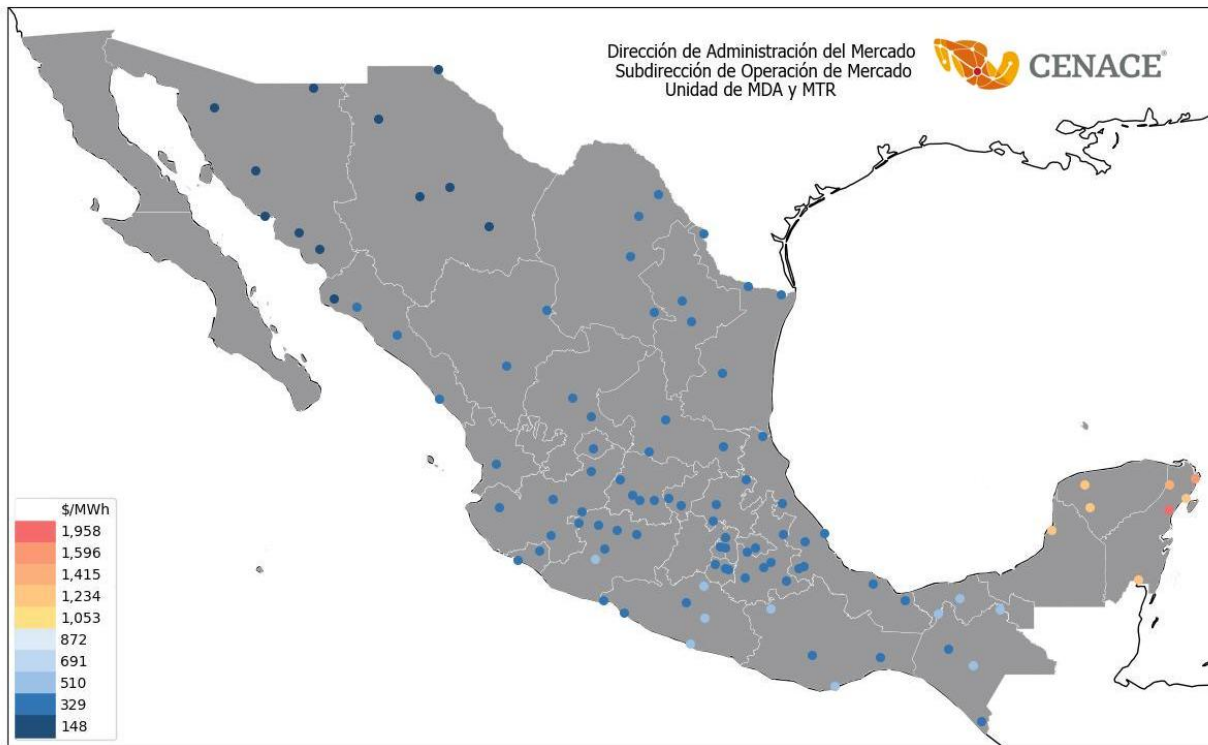 Dirección de Administración del Mercado
Subdirección de Operación de Mercado
Unidad de MDA y MTR
CENACE®
$/MWh
1,958
1,596
1,415
1,234
1,053
872
691
510
329
148